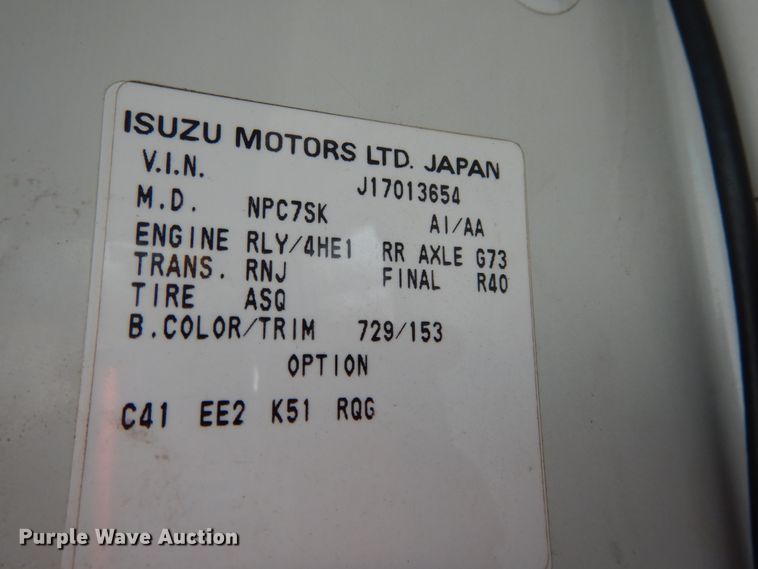 ISUZU MOTORS LTD. JAPAN
V.I.N. J17013654
M.D. NPC7SK AI/AA
ENGINE RLY/4HE1 RR AXLE G73
TRANS. RNJ FINAL R40
TIRE ASQ
B.COLOR/TRIM 729/153
OPTION
C41 EE2 K51 RQG
Purple Wave Auction